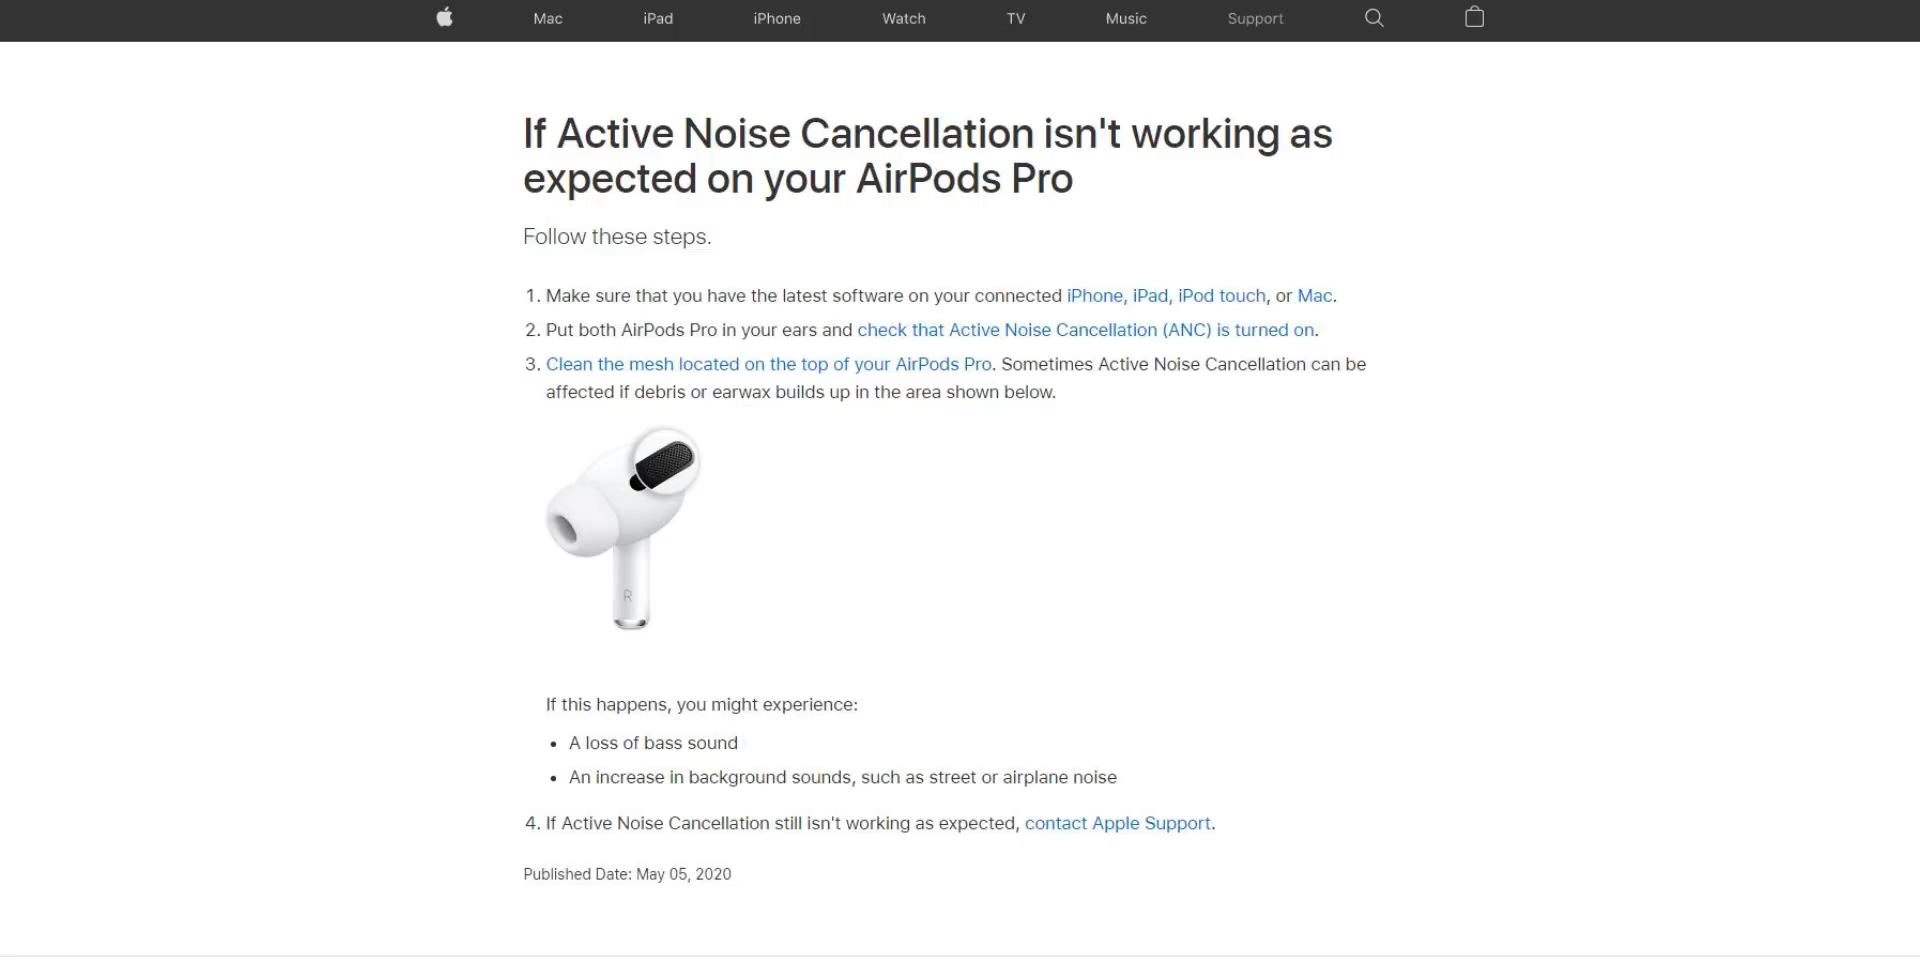 Mac iPad iPhone Watch TV Music Support
If Active Noise Cancellation isn't working as
expected on your AirPods Pro
Follow these steps.
1. Make sure that you have the latest software on your connected iPhone, iPad, iPod touch, or Mac.
2. Put both AirPods Pro in your ears and check that Active Noise Cancellation (ANC) is turned on.
3. Clean the mesh located on the top of your AirPods Pro. Sometimes Active Noise Cancellation can be
affected if debris or earwax builds up in the area shown below.
R
If this happens, you might experience:
• A loss of bass sound
• An increase in background sounds, such as street or airplane noise
4. If Active Noise Cancellation still isn't working as expected, contact Apple Support.
Published Date: May 05, 2020